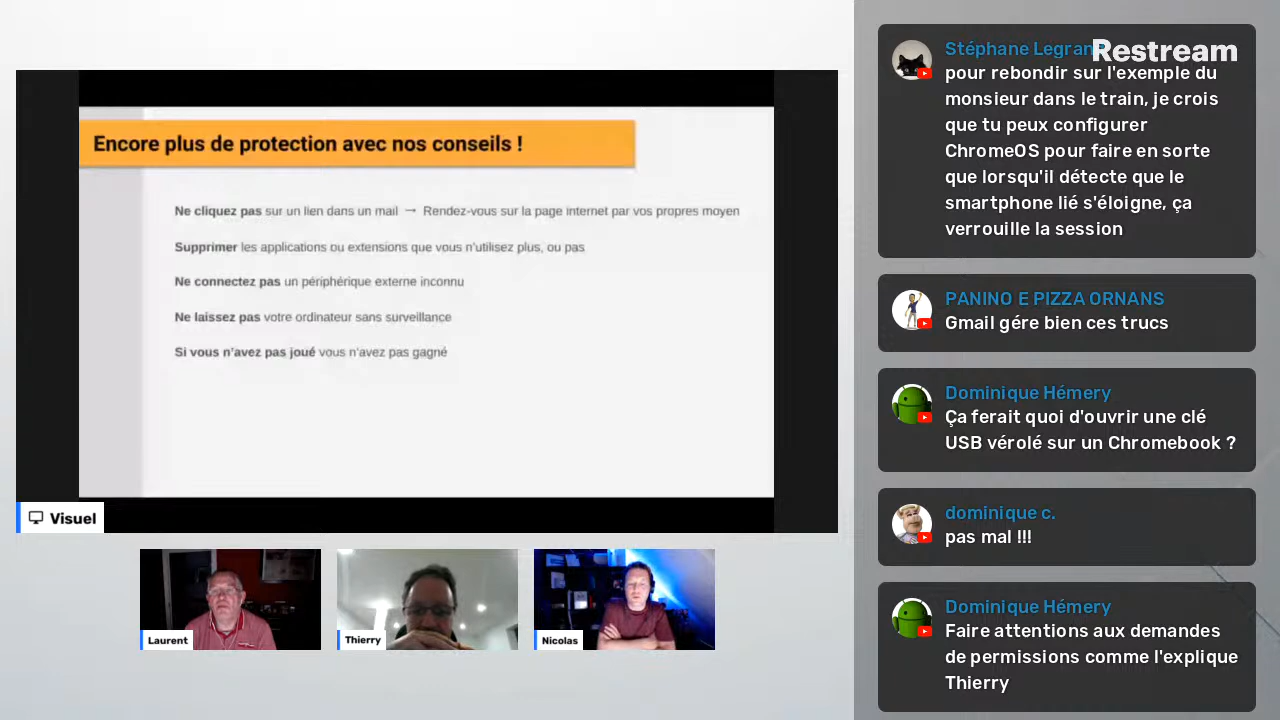 Encore plus de protection avec nos conseils !
Ne cliquez pas sur un lien dans un mail → Rendez-vous sur la page internet par vos propres moyen
Supprimer les applications ou extensions que vous n'utilisez plus, ou pas
Ne connectez pas un périphérique externe inconnu
Ne laissez pas votre ordinateur sans surveillance
Si vous n'avez pas joué vous n'avez pas gagné
Visuel
Laurent
Thierry
Nicolas
Restream
Stéphane Legran
pour rebondir sur l'exemple du
monsieur dans le train, je crois
que tu peux configurer
ChromeOS pour faire en sorte
que lorsqu'il détecte que le
smartphone lié s'éloigne, ça
verrouille la session
PANINO E PIZZA ORNANS
Gmail gére bien ces trucs
Dominique Hémery
Ça ferait quoi d'ouvrir une clé
USB vérolé sur un Chromebook ?
dominique c.
pas mal !!!
Dominique Hémery
Faire attentions aux demandes
de permissions comme l'explique
Thierry